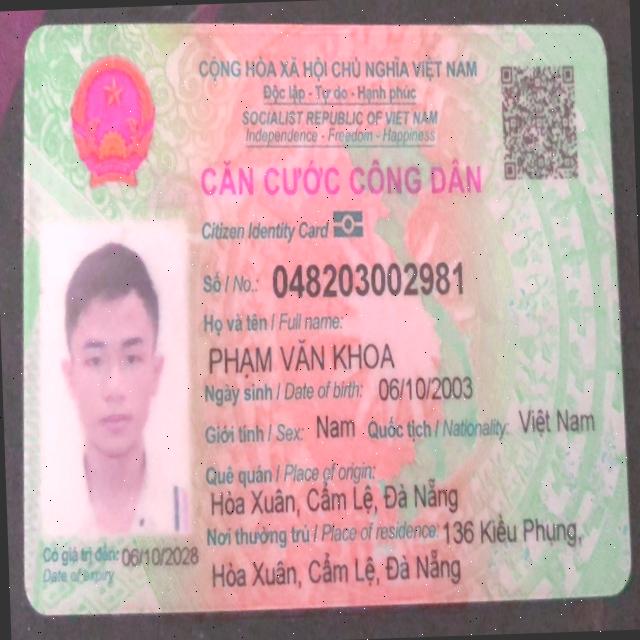 CỘNG HÒA XÃ HỘI CHỦ NGHĨA VIỆT NAM
Độc lập - Tự do - Hạnh phúc
SOCIALIST REPUBLIC OF VIET NAM
Independence - Freedom - Happiness
CĂN CƯỚC CÔNG DÂN
Citizen Identity Card
Số / No.: 048203002981
Họ và tên / Full name:
PHẠM VĂN KHOA
Ngày sinh / Date of birth: 06/10/2003
Giới tính / Sex: Nam Quốc tịch / Nationality: Việt Nam
Quê quán / Place of origin:
Hòa Xuân, Cẩm Lệ, Đà Nẵng
Nơi thường trú / Place of residence: 136 Kiều Phụng,
Hòa Xuân, Cẩm Lệ, Đà Nẵng
Có giá trị đến: 06/10/2028
Date of expiry